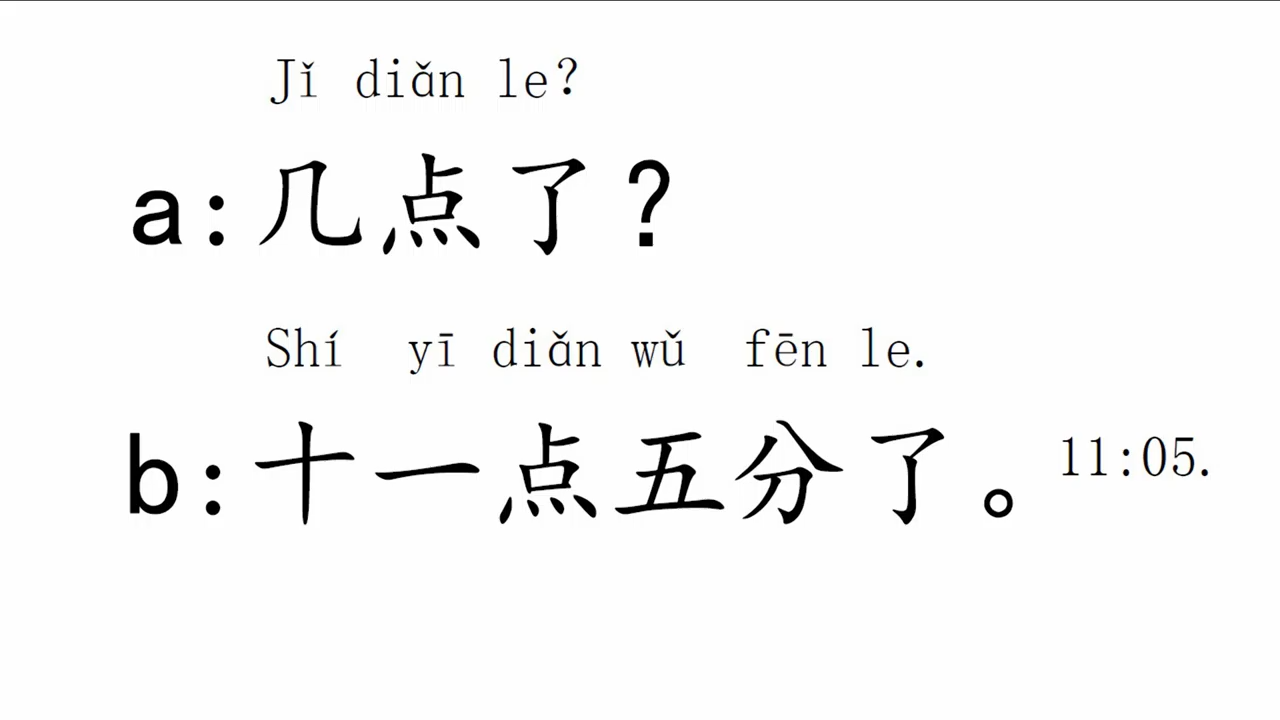 Jǐ diǎn le?
a:几点了?
Shí yī diǎn wǔ fēn le.
b:十一点五分了。 11:05.